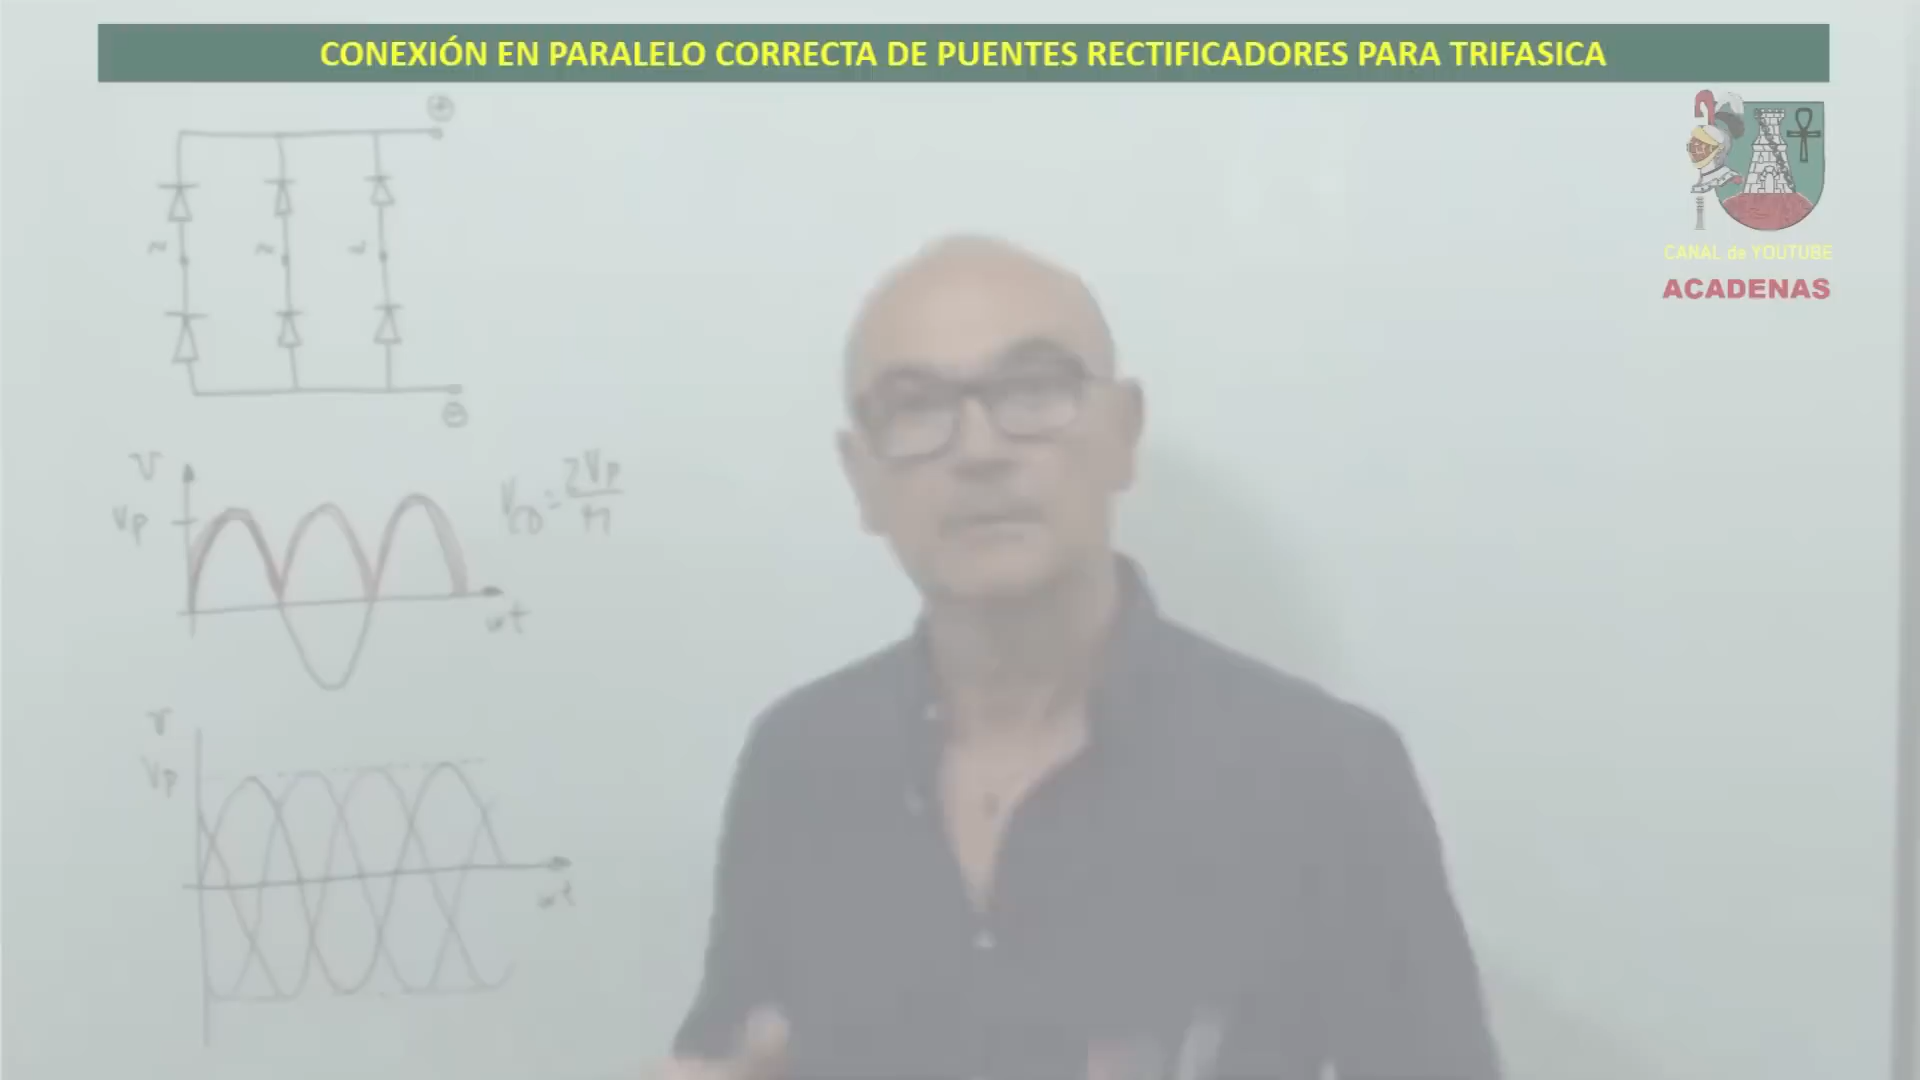 CONEXIÓN EN PARALELO CORRECTA DE PUENTES RECTIFICADORES PARA TRIFASICA
CANAL de YOUTUBE
ACADENAS
V
Vp
ωt
V
Vp
ωt